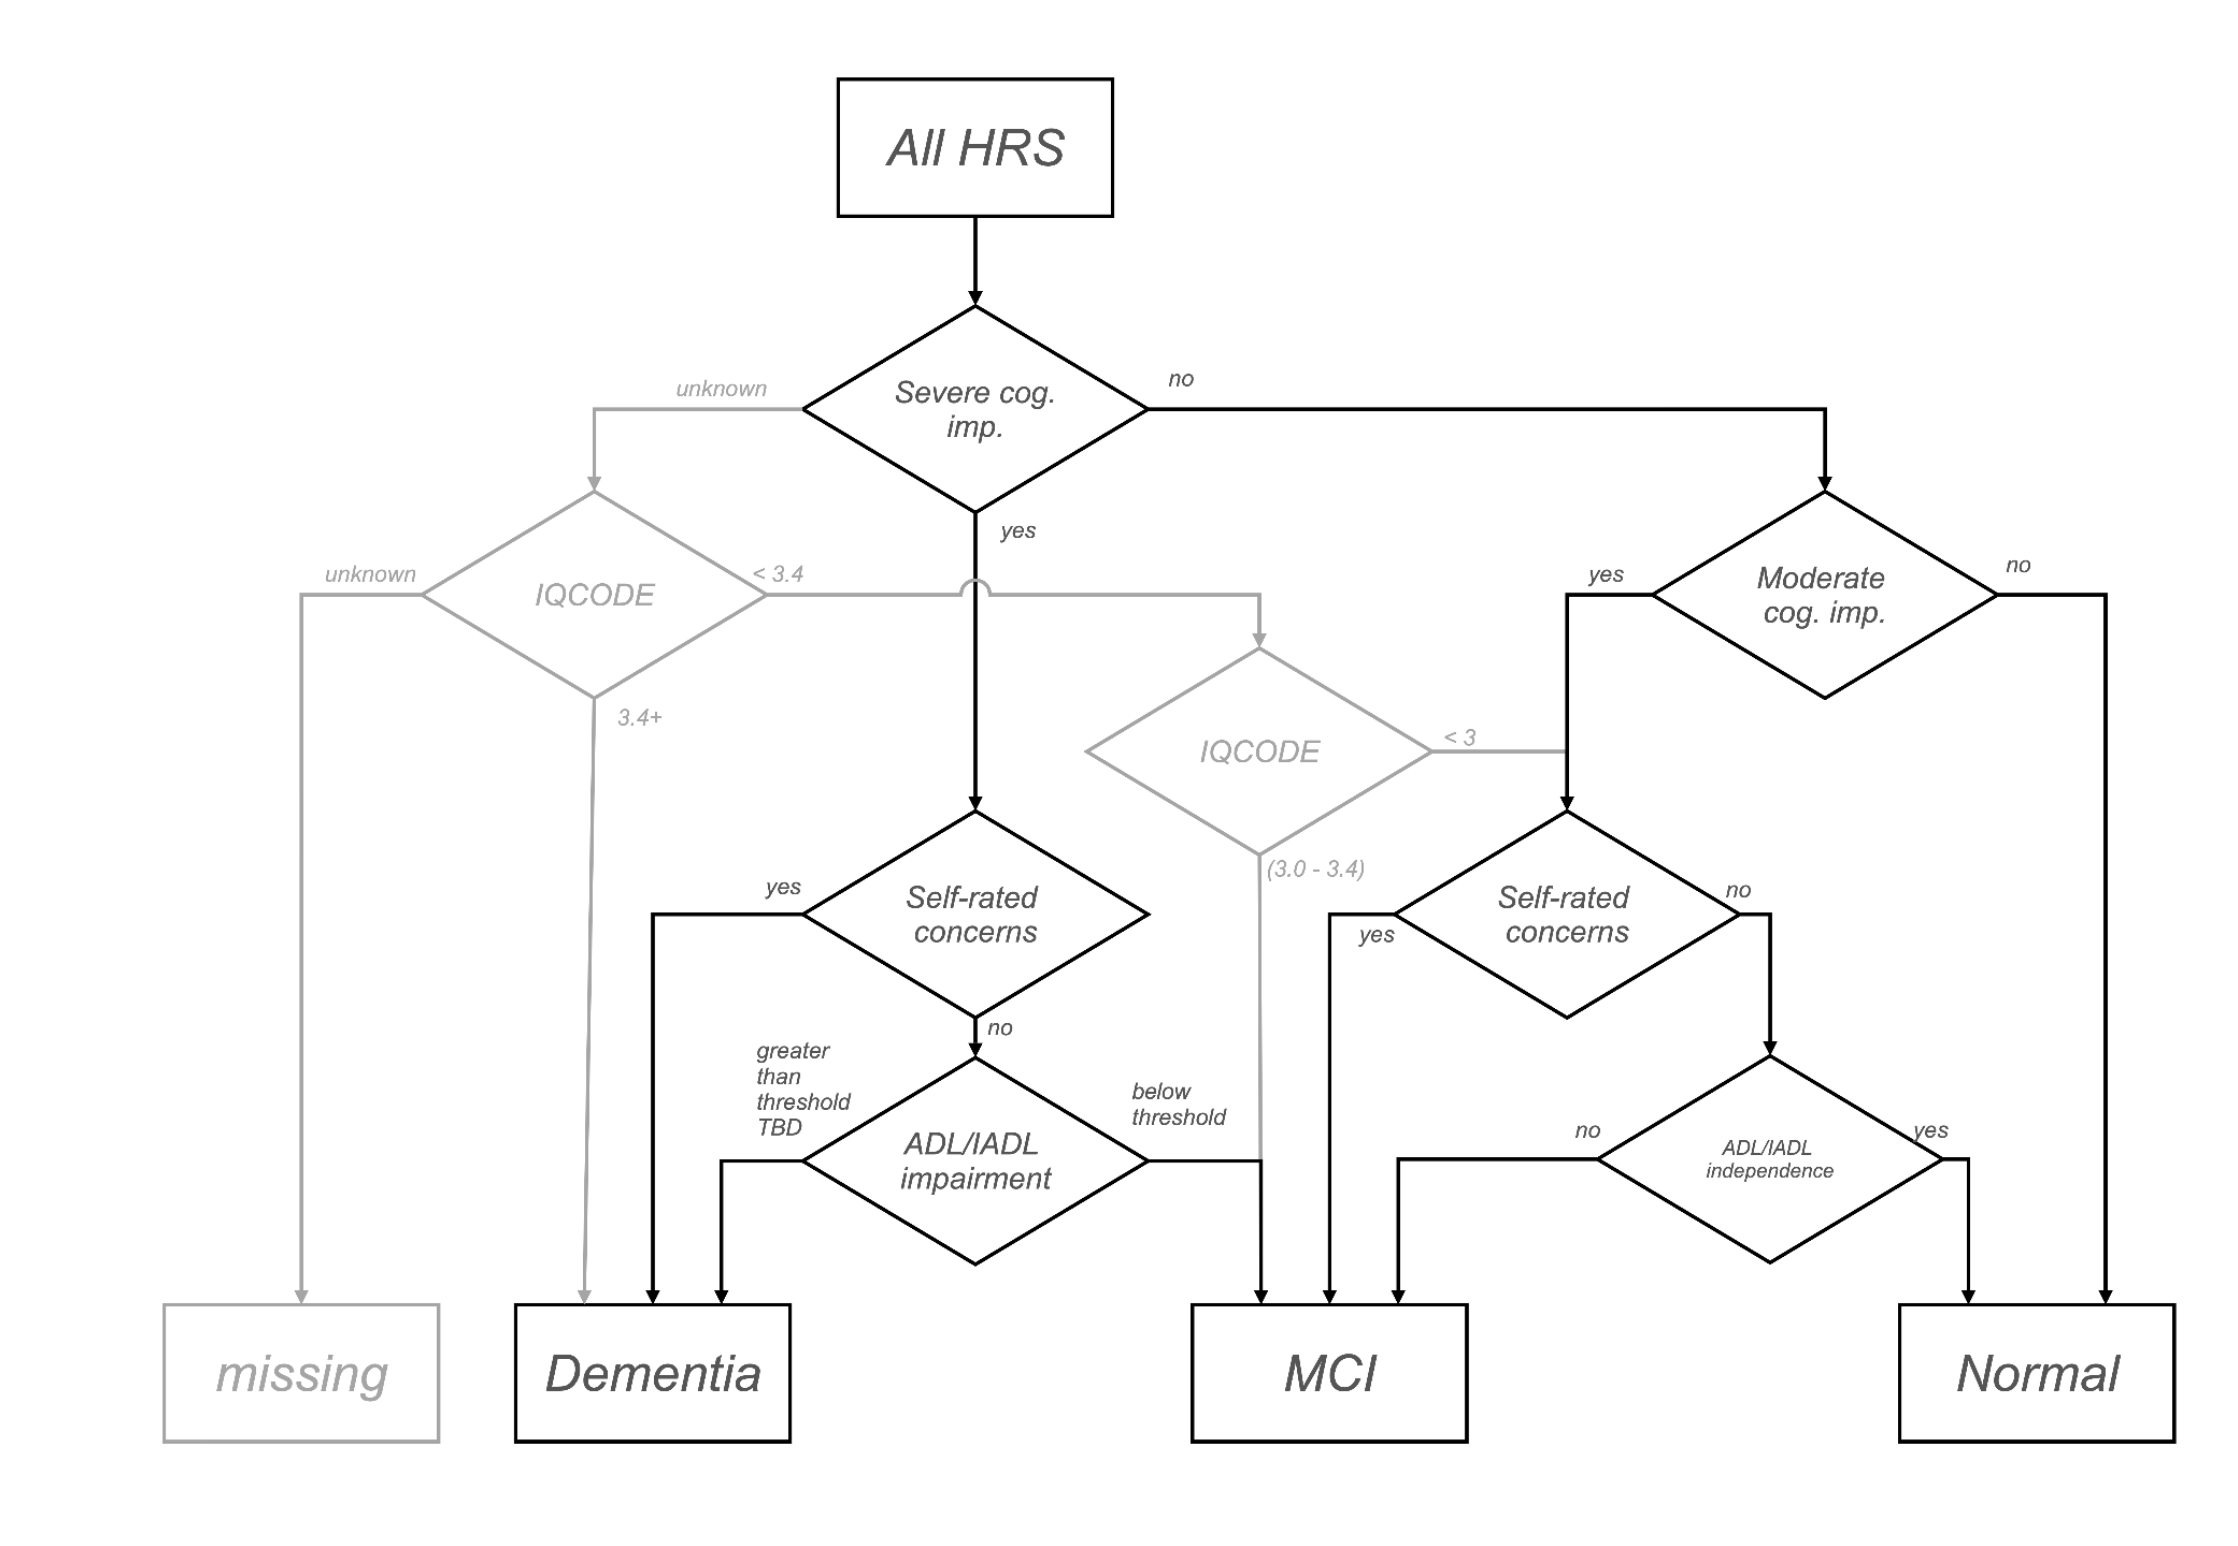 All HRS
unknown
Severe cog.
imp.
no
yes
unknown
IQCODE
< 3.4
3.4+
yes
Moderate
cog. imp.
no
IQCODE
< 3
(3.0 - 3.4)
yes
Self-rated
concerns
no
yes
Self-rated
concerns
no
greater
than
threshold
TBD
ADL/IADL
impairment
below
threshold
no
ADL/IADL
independence
yes
missing
Dementia
MCI
Normal